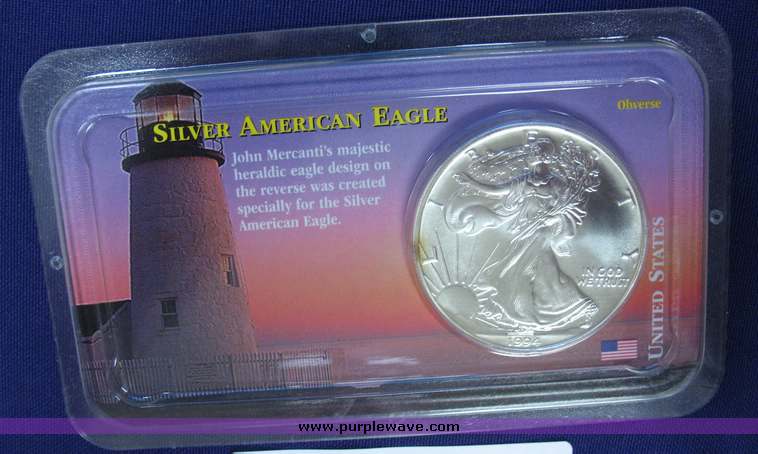 SILVER AMERICAN EAGLE
Obverse
John Mercanti's majestic
heraldic eagle design on
the reverse was created
specially for the Silver
American Eagle.
LIBERTY
IN GOD
WE TRUST
1994
UNITED STATES
www.purplewave.com